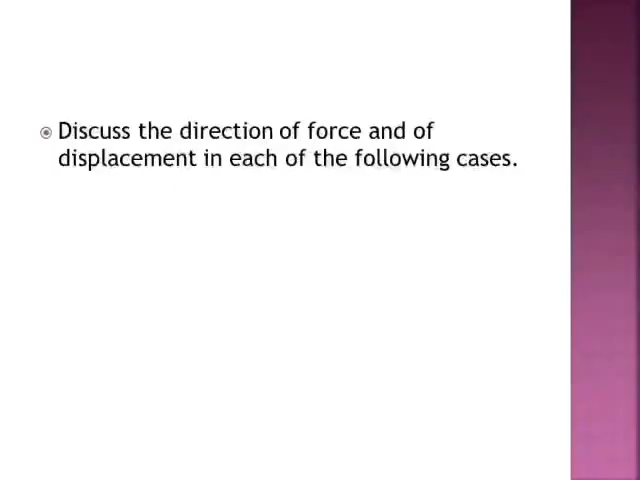 Discuss the direction of force and of
displacement in each of the following cases.